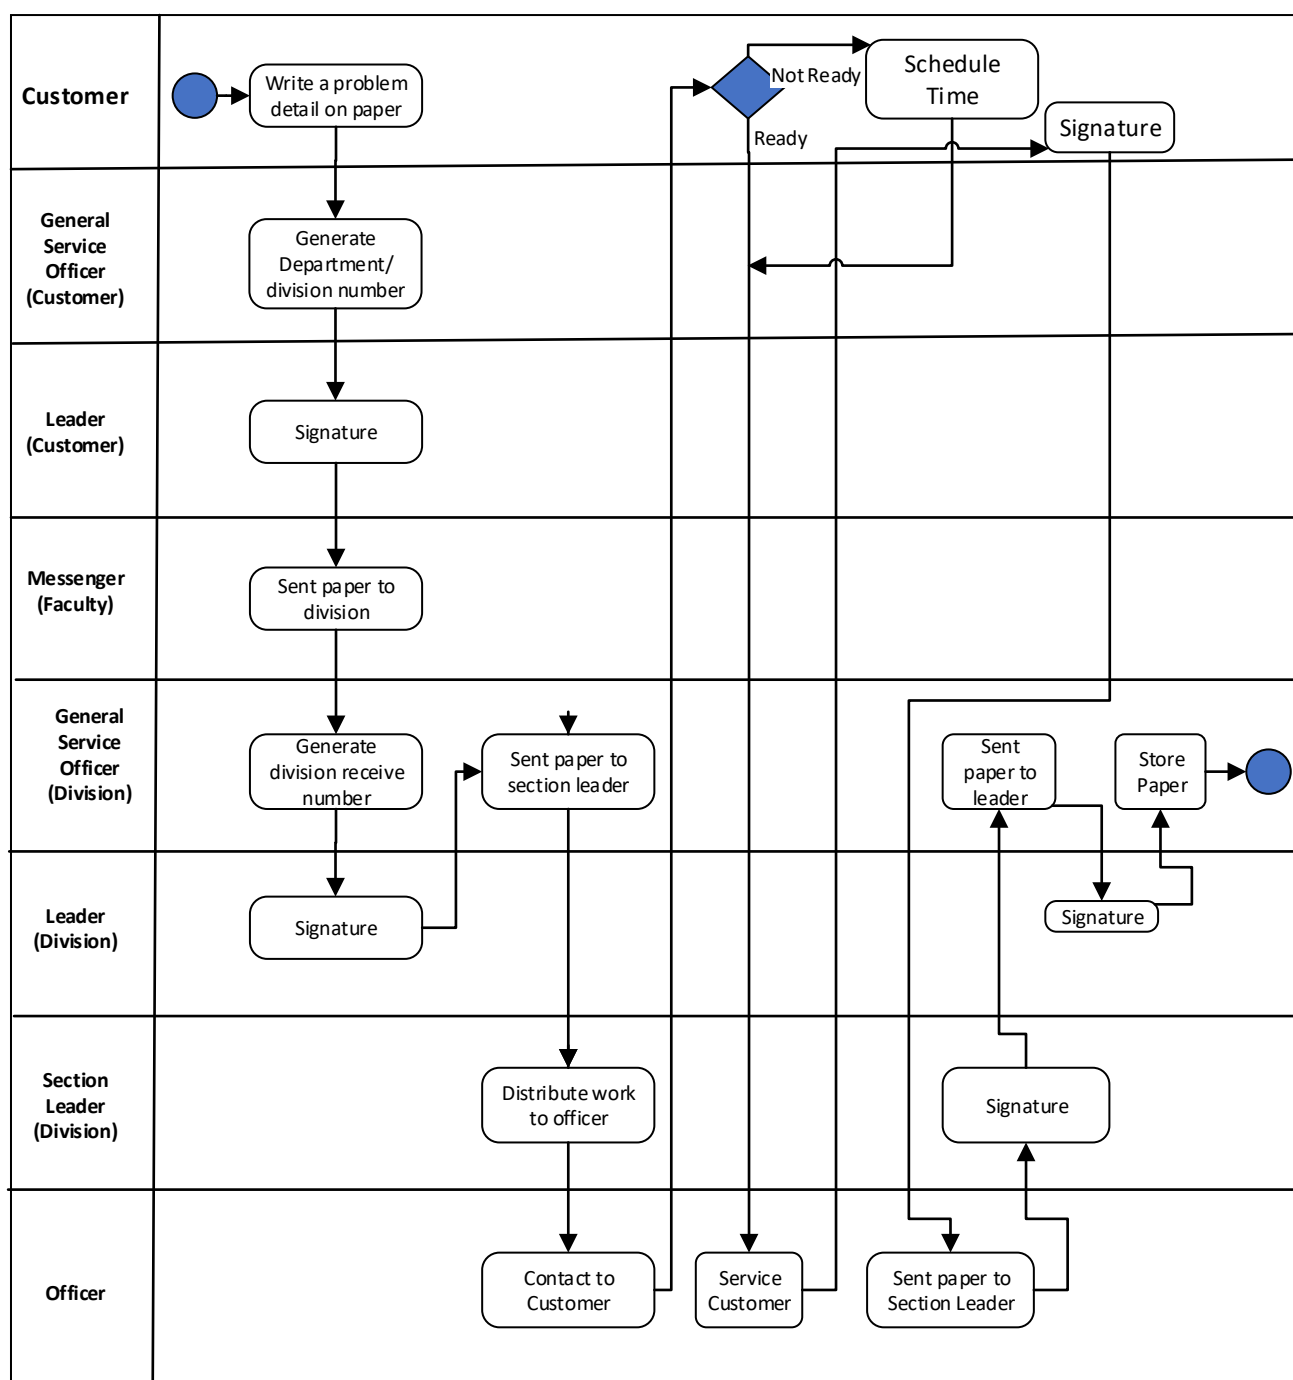 Customer
Write a problem
detail on paper
Not Ready
Ready
Schedule
Time
Signature
General
Service
Officer
(Customer)
Generate
Department/
division number
Leader
(Customer)
Signature
Messenger
(Faculty)
Sent paper to
division
General
Service
Officer
(Division)
Generate
division receive
number
Sent paper to
section leader
Sent
paper to
leader
Store
Paper
Leader
(Division)
Signature
Signature
Section
Leader
(Division)
Distribute work
to officer
Signature
Officer
Contact to
Customer
Service
Customer
Sent paper to
Section Leader